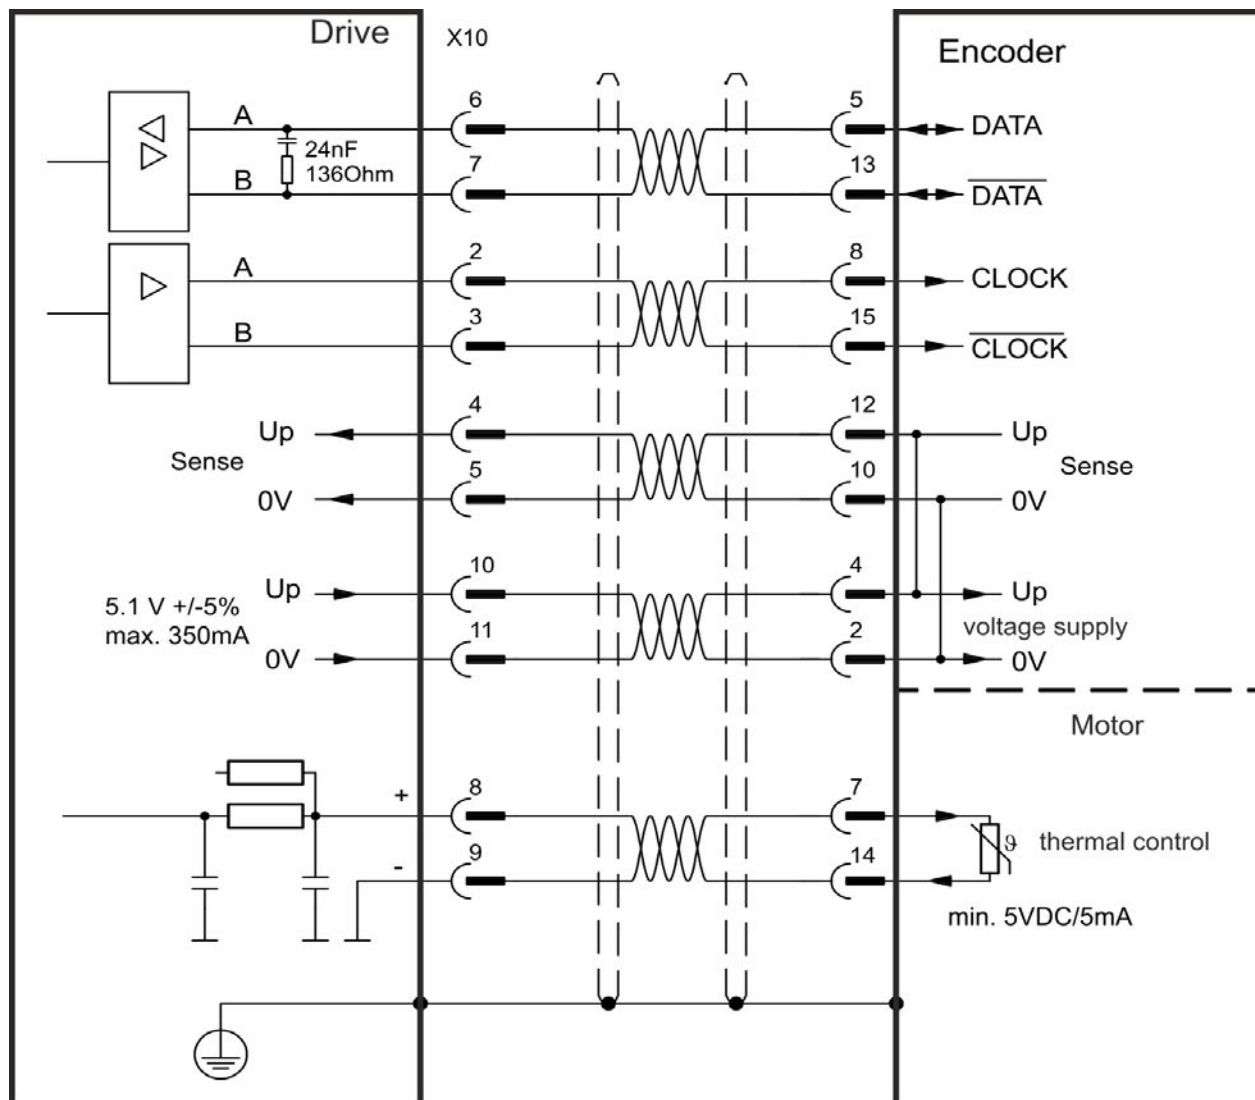 Drive
X10
Encoder
A
6
5
DATA
24nF
136Ohm
B
7
13
DATA
A
2
8
CLOCK
B
3
15
CLOCK
Up
4
12
Up
Sense
Sense
0V
5
10
0V
Up
10
4
Up
5.1 V +/-5%
max. 350mA
voltage supply
0V
11
2
0V
Motor
+
8
7
ϑ
thermal control
-
9
14
min. 5VDC/5mA